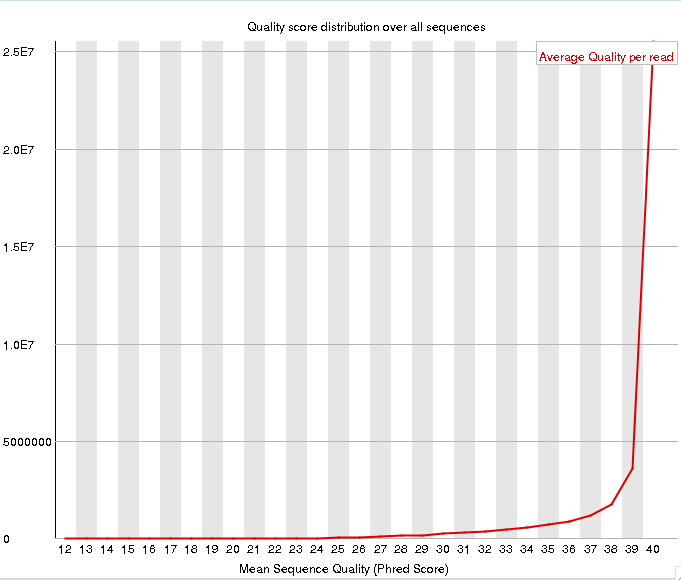 Quality score distribution over all sequences
Average Quality per read
2.5E7
2.0E7
1.5E7
1.0E7
5000000
0
12 13 14 15 16 17 18 19 20 21 22 23 24 25 26 27 28 29 30 31 32 33 34 35 36 37 38 39 40
Mean Sequence Quality (Phred Score)